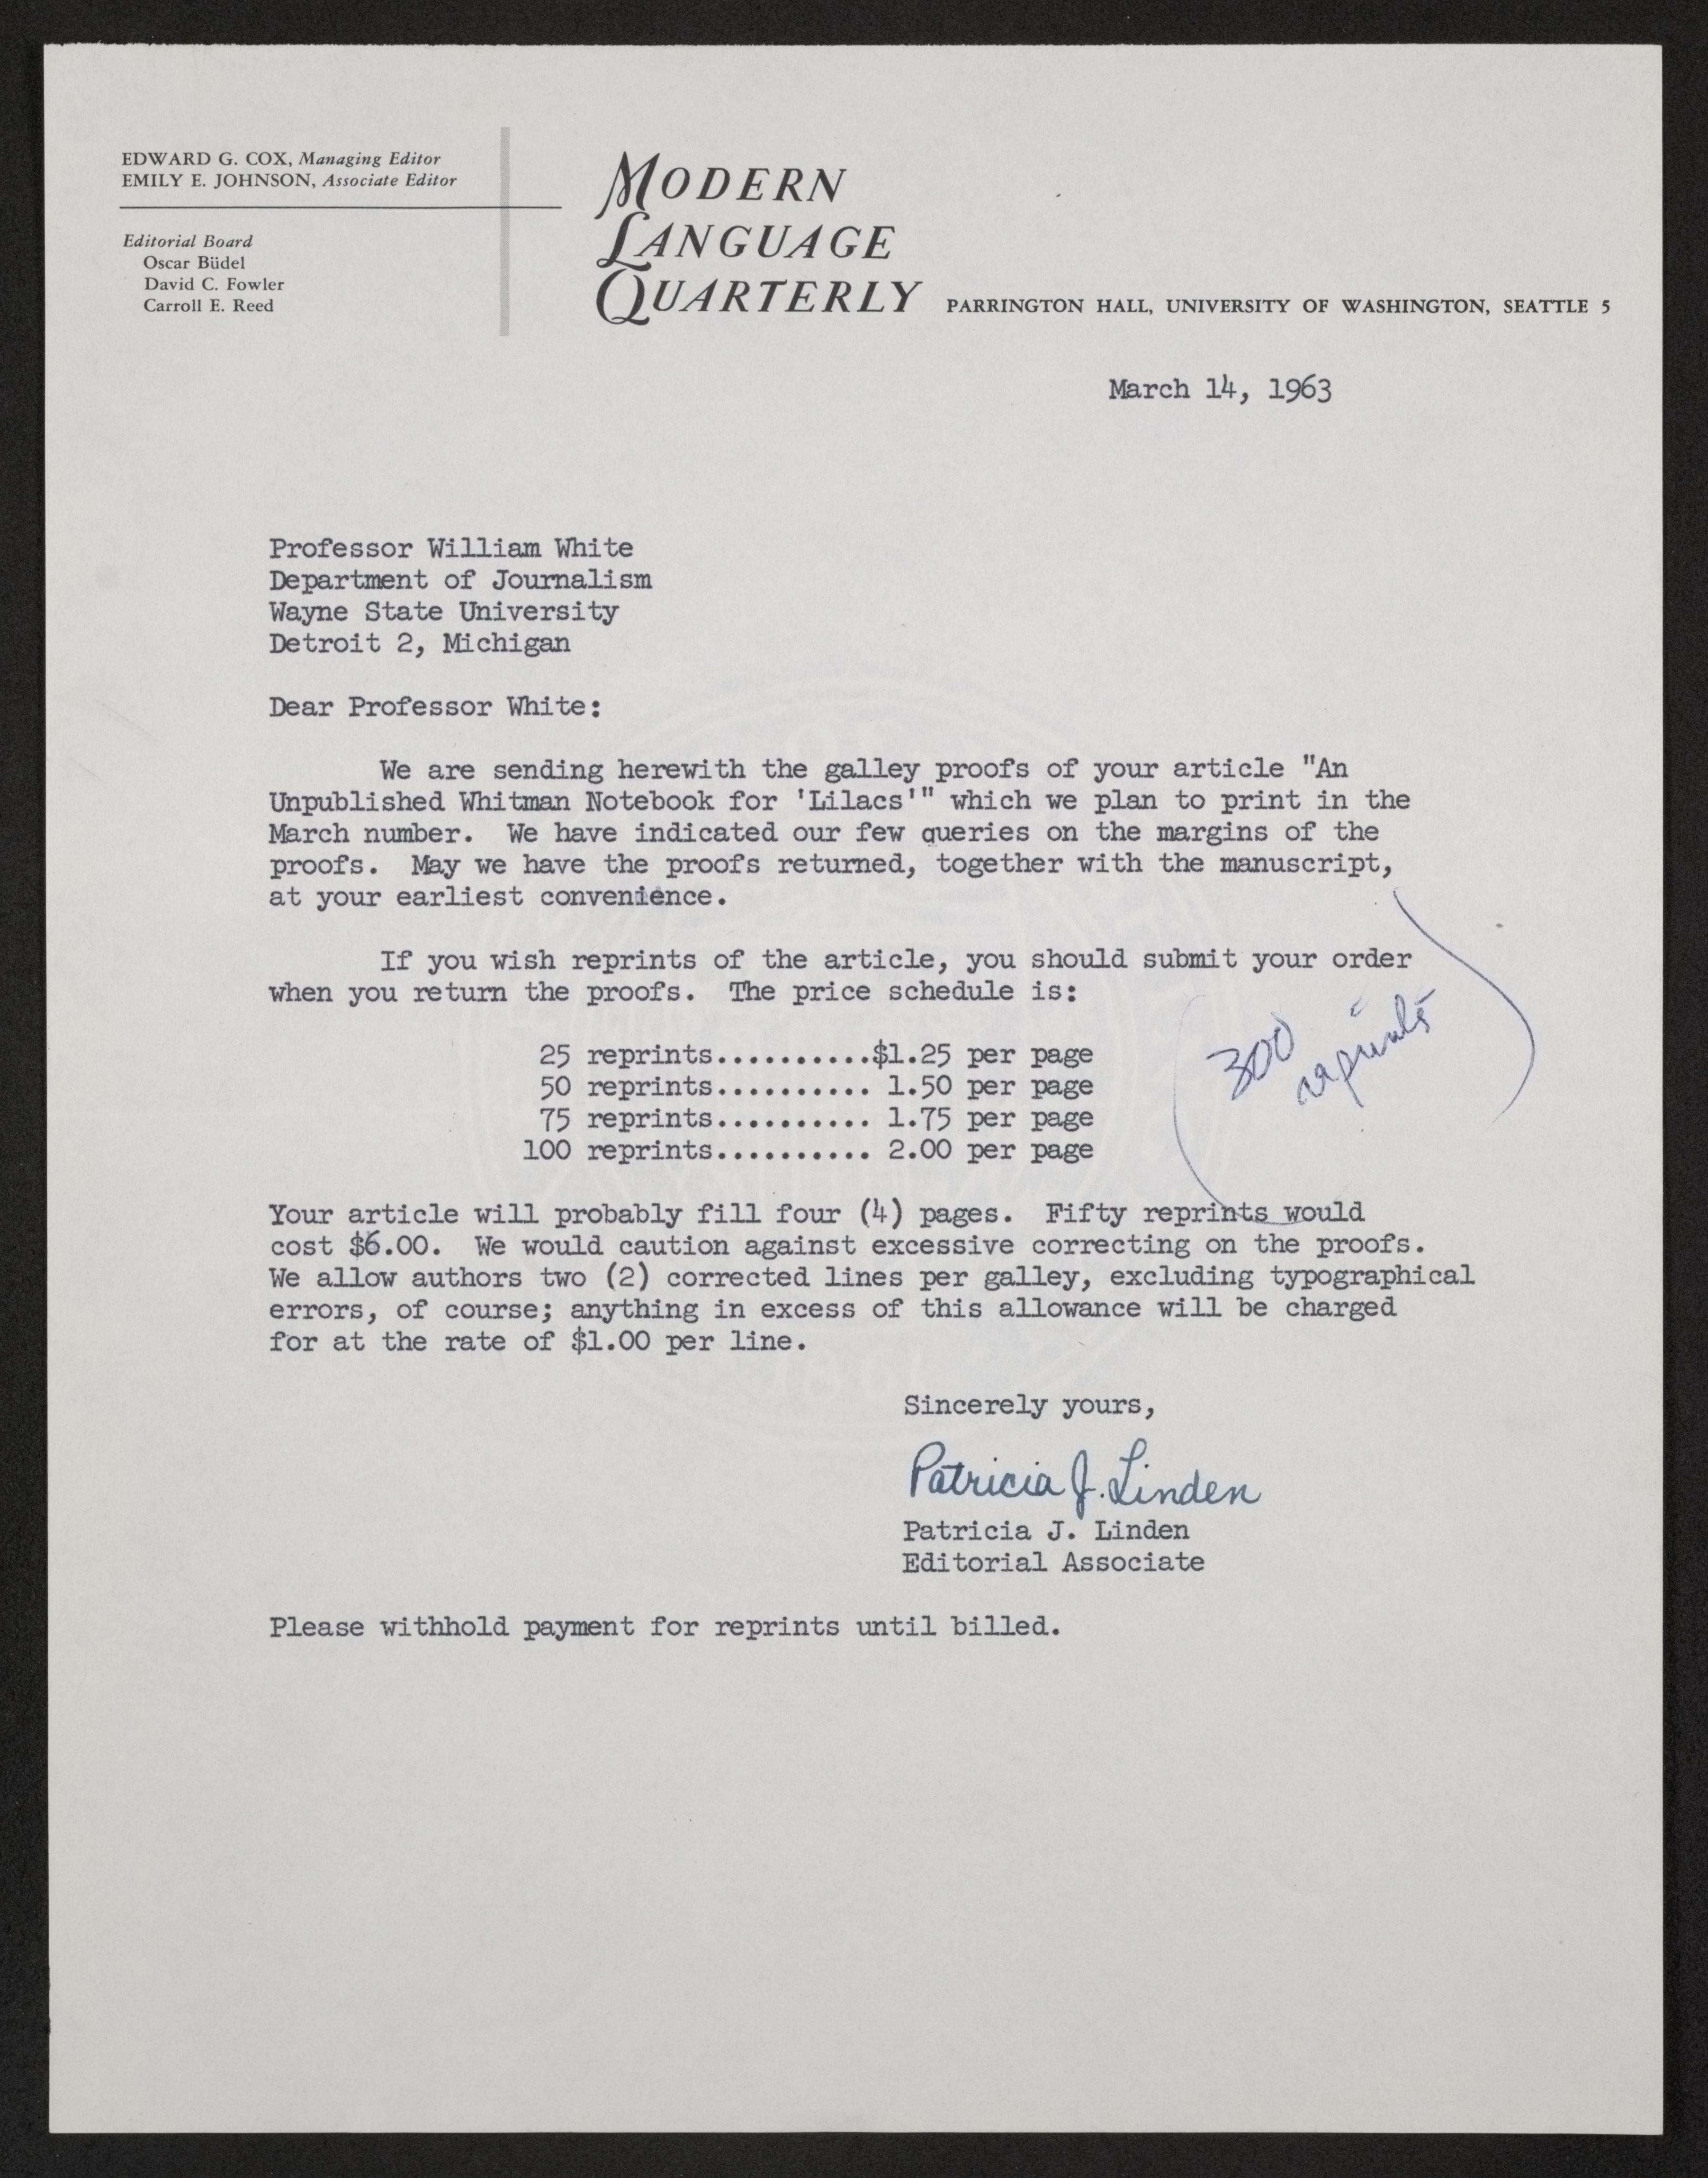 EDWARD G. COX, Managing Editor
EMILY E. JOHNSON, Associate Editor
Editorial Board
Oscar Büdel
David C. Fowler
Carroll E. Reed
MODERN
LANGUAGE
QUARTERLY PARRINGTON HALL, UNIVERSITY OF WASHINGTON, SEATTLE 5
March 14, 1963
Professor William White
Department of Journalism
Wayne State University
Detroit 2, Michigan
Dear Professor White:
We are sending herewith the galley proofs of your article "An
Unpublished Whitman Notebook for 'Lilacs'" which we plan to print in the
March number. We have indicated our few queries on the margins of the
proofs. May we have the proofs returned, together with the manuscript,
at your earliest convenience.
If you wish reprints of the article, you should submit your order
when you return the proofs. The price schedule is:
25 reprints..........$1.25 per page
50 reprints.......... 1.50 per page
75 reprints.......... 1.75 per page
100 reprints.......... 2.00 per page
300
reprints
Your article will probably fill four (4) pages. Fifty reprints would
cost $6.00. We would caution against excessive correcting on the proofs.
We allow authors two (2) corrected lines per galley, excluding typographical
errors, of course; anything in excess of this allowance will be charged
for at the rate of $1.00 per line.
Sincerely yours,
Patricia J. Linden
Patricia J. Linden
Editorial Associate
Please withhold payment for reprints until billed.